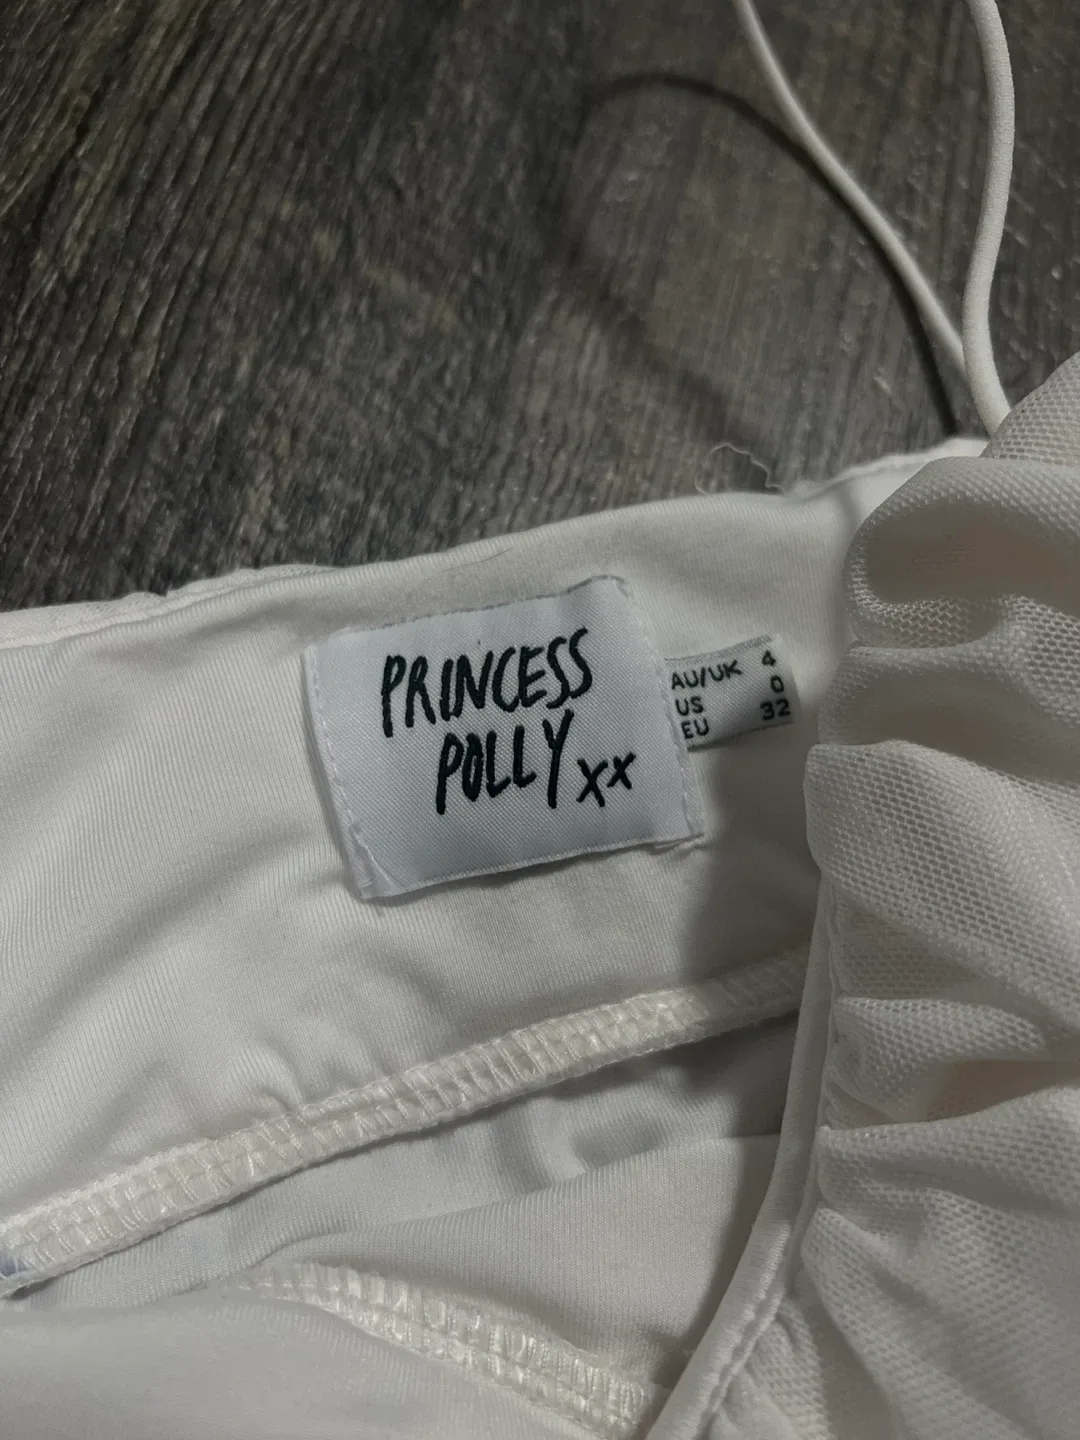 PRINCESS
POLLY xx
AU/UK 4
US 0
EU 32